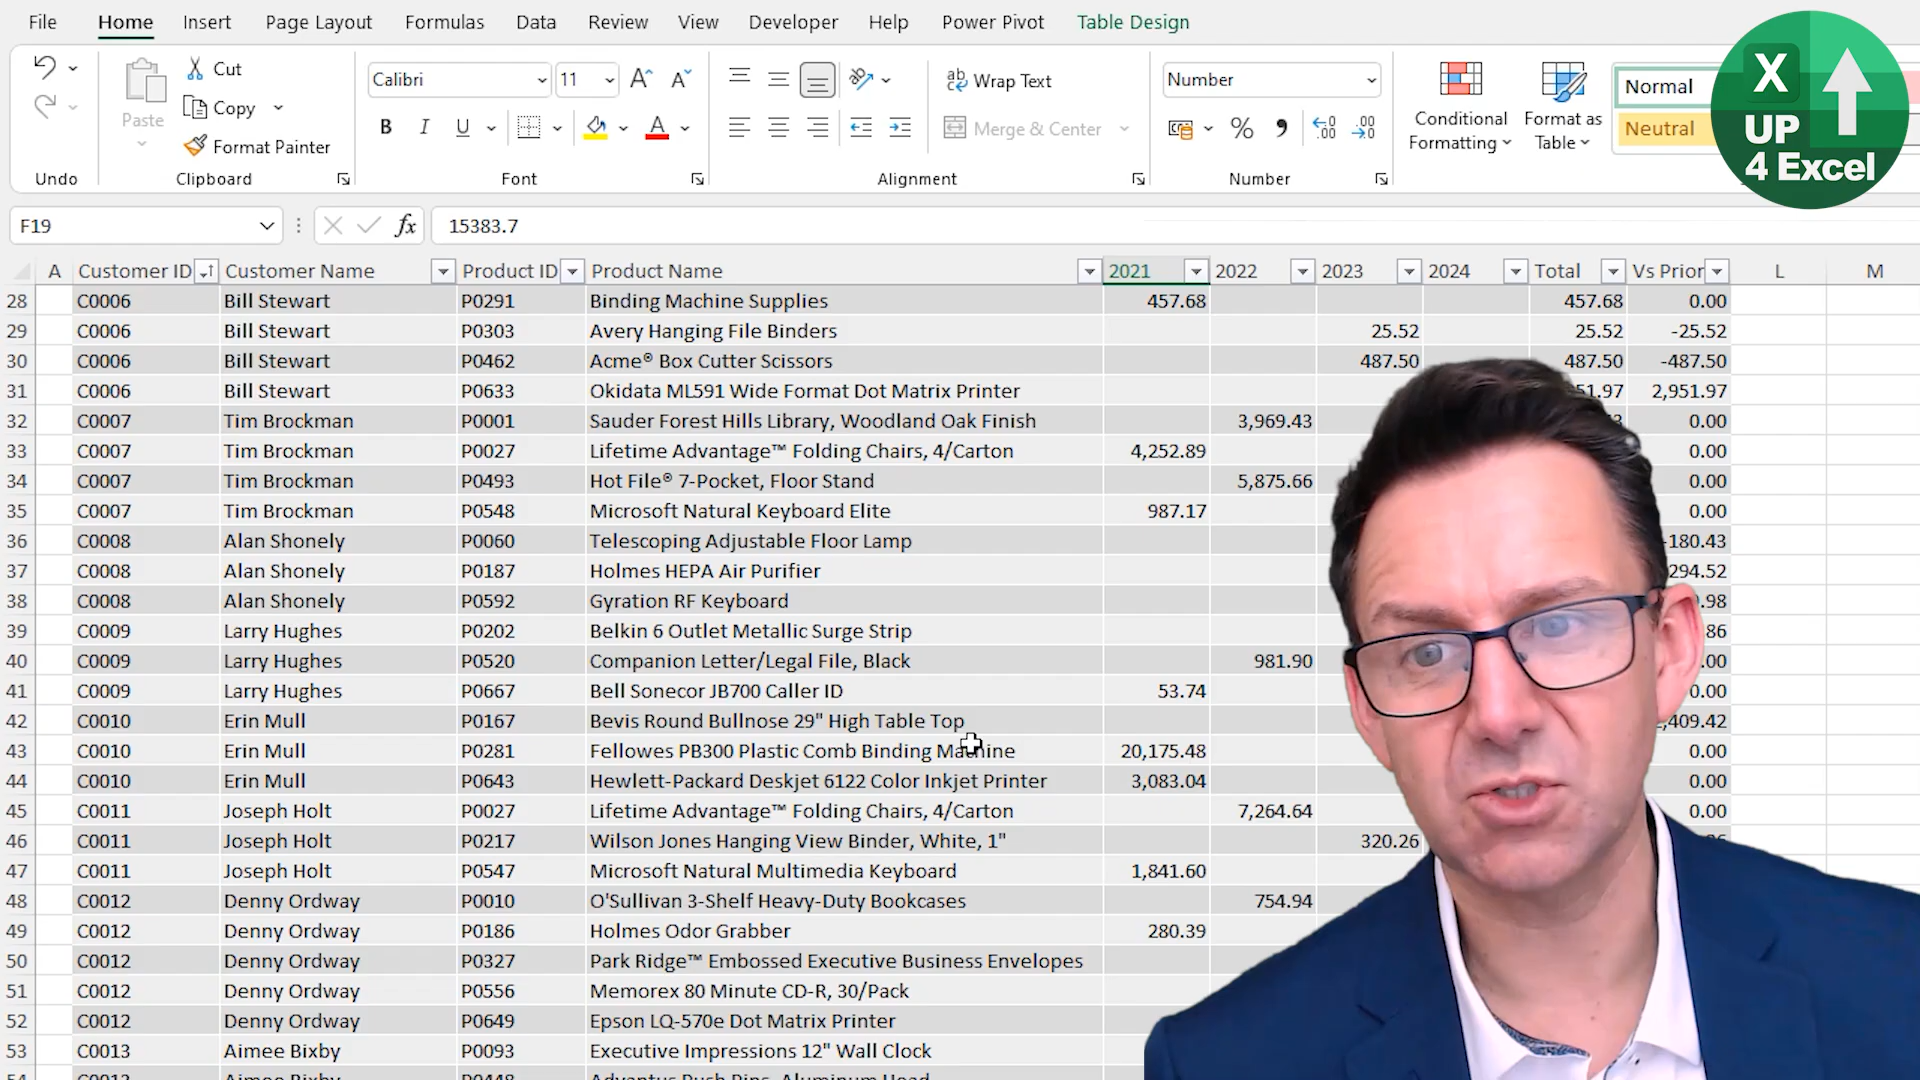 File Home Insert Page Layout Formulas Data Review View Developer Help Power Pivot Table Design
Cut
Copy
Format Painter
Paste
Undo
Clipboard
Calibri 11
B I U
Font
Wrap Text
Merge & Center
Alignment
Number
Number
Conditional Formatting
Format as Table
Normal
Neutral
X
UP
4 Excel
F19 fx 15383.7
A Customer ID Customer Name Product ID Product Name 2021 2022 2023 2024 Total Vs Prior L M
28 C0006 Bill Stewart P0291 Binding Machine Supplies 457.68 457.68 0.00
29 C0006 Bill Stewart P0303 Avery Hanging File Binders 25.52 25.52 -25.52
30 C0006 Bill Stewart P0462 Acme® Box Cutter Scissors 487.50 487.50 -487.50
31 C0006 Bill Stewart P0633 Okidata ML591 Wide Format Dot Matrix Printer 2,951.97
32 C0007 Tim Brockman P0001 Sauder Forest Hills Library, Woodland Oak Finish 3,969.43 0.00
33 C0007 Tim Brockman P0027 Lifetime Advantage™ Folding Chairs, 4/Carton 4,252.89 0.00
34 C0007 Tim Brockman P0493 Hot File® 7-Pocket, Floor Stand 5,875.66 0.00
35 C0007 Tim Brockman P0548 Microsoft Natural Keyboard Elite 987.17 0.00
36 C0008 Alan Shonely P0060 Telescoping Adjustable Floor Lamp
37 C0008 Alan Shonely P0187 Holmes HEPA Air Purifier
38 C0008 Alan Shonely P0592 Gyration RF Keyboard
39 C0009 Larry Hughes P0202 Belkin 6 Outlet Metallic Surge Strip
40 C0009 Larry Hughes P0520 Companion Letter/Legal File, Black 981.90
41 C0009 Larry Hughes P0667 Bell Sonecor JB700 Caller ID 53.74
42 C0010 Erin Mull P0167 Bevis Round Bullnose 29" High Table Top
43 C0010 Erin Mull P0281 Fellowes PB300 Plastic Comb Binding Machine 20,175.48 0.00
44 C0010 Erin Mull P0643 Hewlett-Packard Deskjet 6122 Color Inkjet Printer 3,083.04 0.00
45 C0011 Joseph Holt P0027 Lifetime Advantage™ Folding Chairs, 4/Carton 7,264.64 0.00
46 C0011 Joseph Holt P0217 Wilson Jones Hanging View Binder, White, 1" 320.26
47 C0011 Joseph Holt P0547 Microsoft Natural Multimedia Keyboard 1,841.60
48 C0012 Denny Ordway P0010 O'Sullivan 3-Shelf Heavy-Duty Bookcases 754.94
49 C0012 Denny Ordway P0186 Holmes Odor Grabber 280.39
50 C0012 Denny Ordway P0327 Park Ridge™ Embossed Executive Business Envelopes
51 C0012 Denny Ordway P0556 Memorex 80 Minute CD-R, 30/Pack
52 C0012 Denny Ordway P0649 Epson LQ-570e Dot Matrix Printer
53 C0013 Aimee Bixby P0093 Executive Impressions 12" Wall Clock